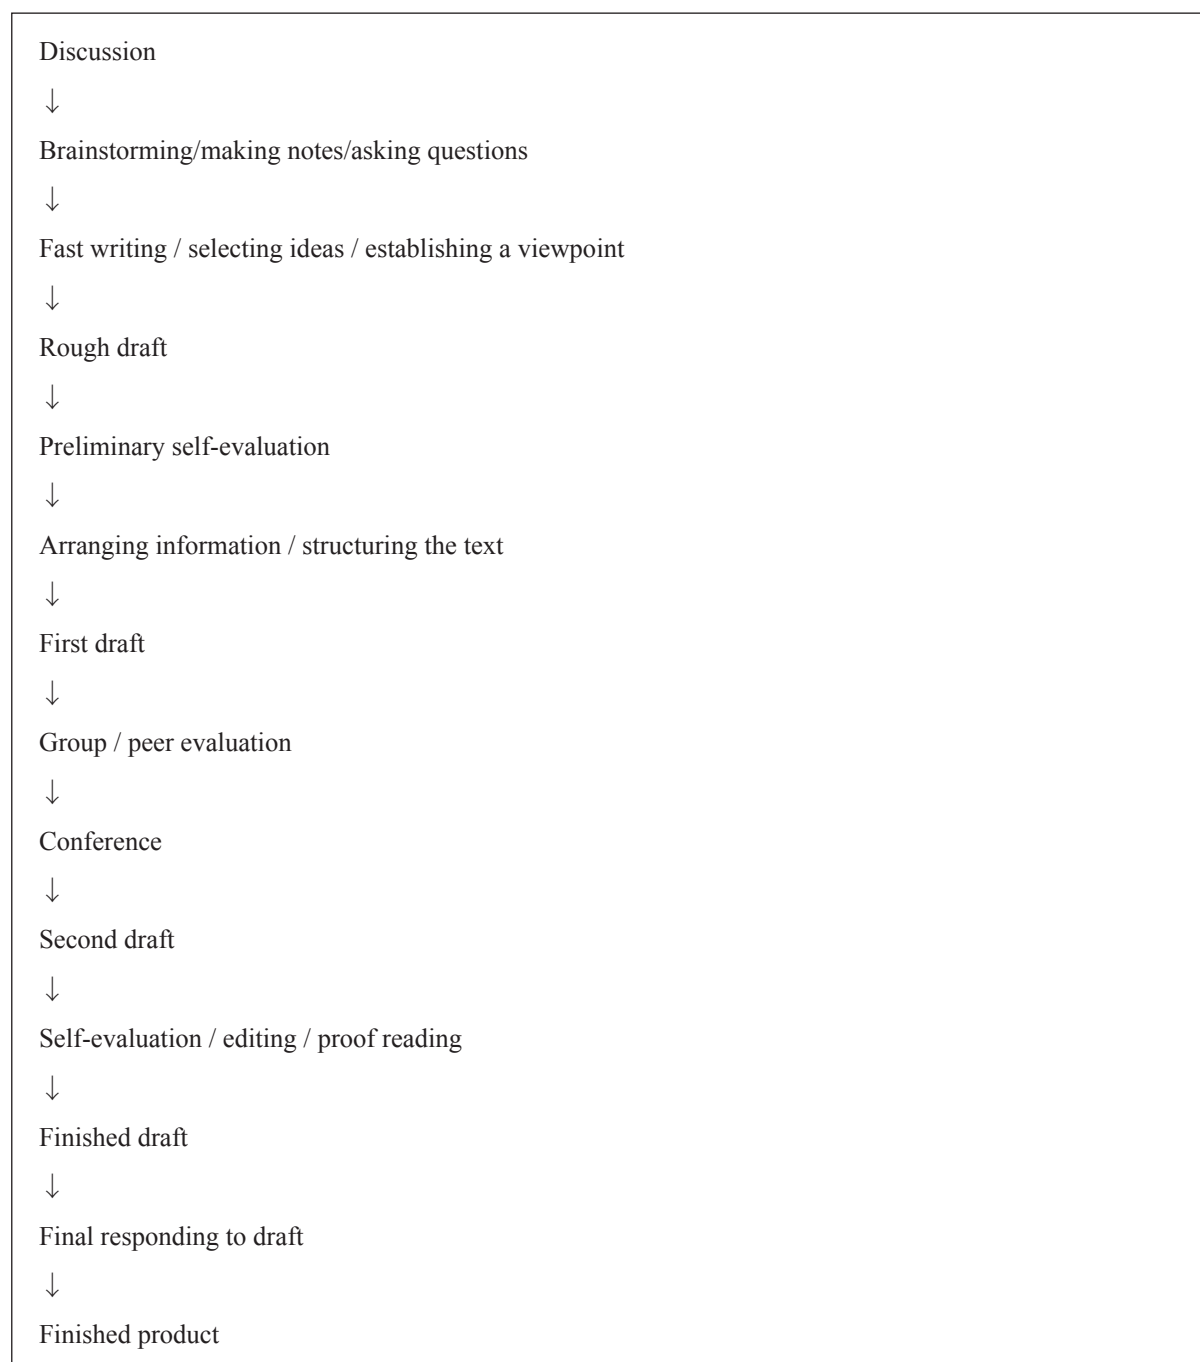 Discussion
↓
Brainstorming/making notes/asking questions
↓
Fast writing / selecting ideas / establishing a viewpoint
↓
Rough draft
↓
Preliminary self-evaluation
↓
Arranging information / structuring the text
↓
First draft
↓
Group / peer evaluation
↓
Conference
↓
Second draft
↓
Self-evaluation / editing / proof reading
↓
Finished draft
↓
Final responding to draft
↓
Finished product